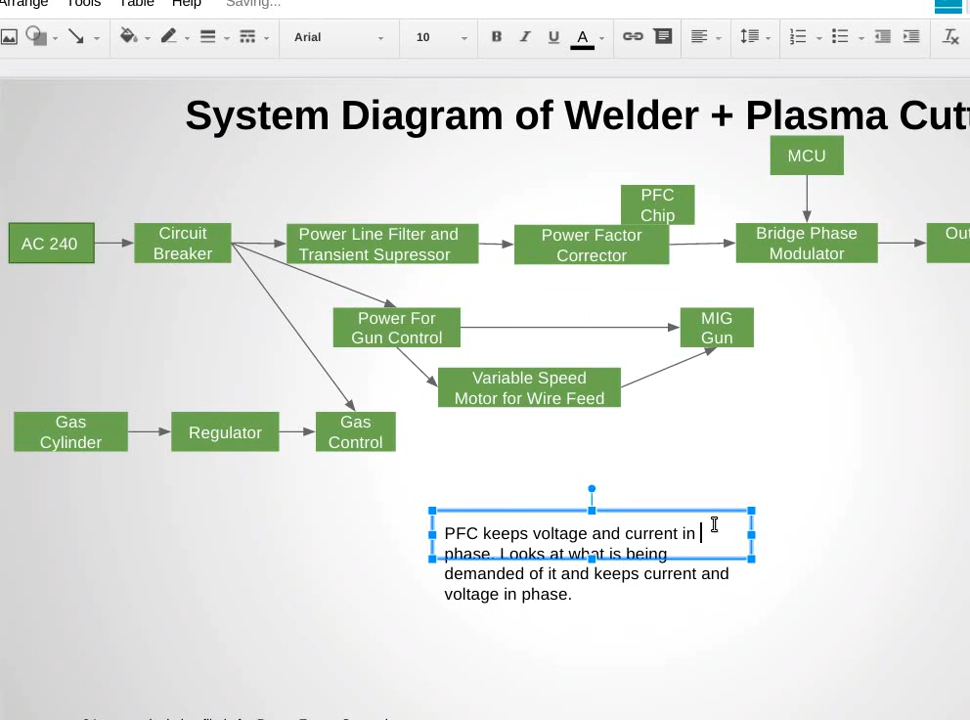 Arrange Tools Table Help Saving...
Arial 10 B I U A
System Diagram of Welder + Plasma
MCU
PFC
Chip
AC 240
Circuit
Breaker
Power Line Filter and
Transient Supressor
Power Factor
Corrector
Bridge Phase
Modulator
Power For
Gun Control
MIG
Gun
Variable Speed
Motor for Wire Feed
Gas
Cylinder
Regulator
Gas
Control
PFC keeps voltage and current in
phase. Looks at what is being
demanded of it and keeps current and
voltage in phase.